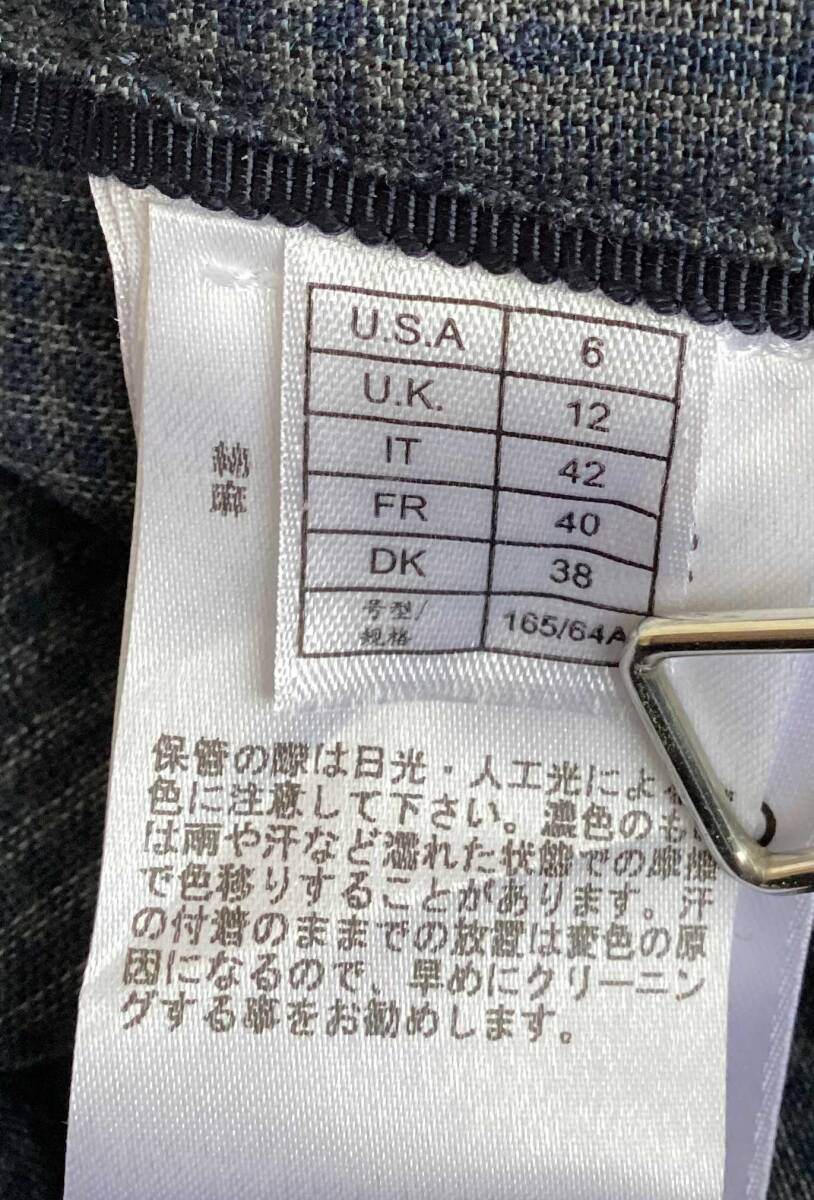 U.S.A 6
U.K. 12
IT 42
FR 40
DK 38
号型/ 165/64A
规格
綿
麻
保管の際は日光・人工光によ
色に注意して下さい。濃色のも
は雨や汗など濡れた状態での摩擦
で色移りすることがあります。汗
の付着のままでの放置は変色の原
因になるので、早めにクリーニン
グする事をお勧めします。